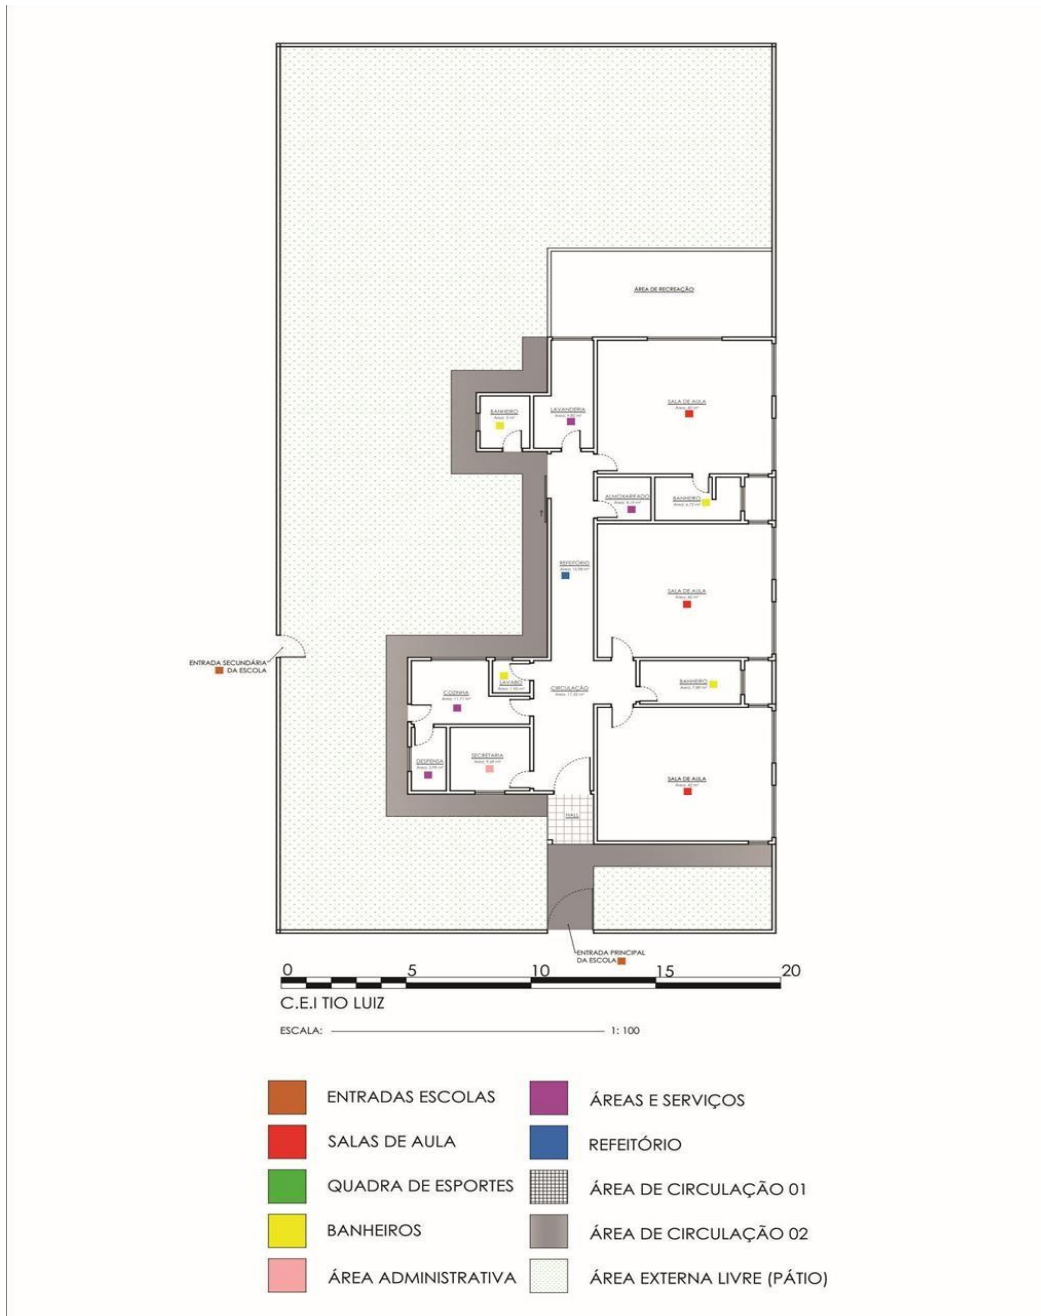 ÁREA DE RECREAÇÃO
BANHEIRO
LAVANDERIA
SALA DE AULA
ALMOXARIFADO
BANHEIRO
REFEITÓRIO
SALA DE AULA
ENTRADA SECUNDÁRIA
DA ESCOLA
LAVABO
COZINHA
CIRCULAÇÃO
BANHEIRO
DESPENSA
SECRETARIA
SALA DE AULA
HALL
ENTRADA PRINCIPAL
DA ESCOLA
0 5 10 15 20
C.E.I TIO LUIZ
ESCALA: 1: 100
ENTRADAS ESCOLAS
ÁREAS E SERVIÇOS
SALAS DE AULA
REFEITÓRIO
QUADRA DE ESPORTES
ÁREA DE CIRCULAÇÃO 01
BANHEIROS
ÁREA DE CIRCULAÇÃO 02
ÁREA ADMINISTRATIVA
ÁREA EXTERNA LIVRE (PÁTIO)